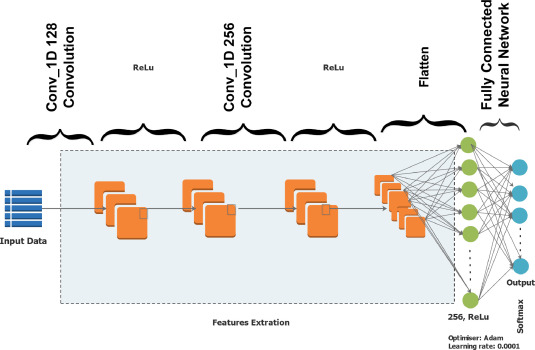 Conv_1D 128
Convolution
ReLu
Conv_1D 256
Convolution
ReLu
Flatten
Fully Connected
Neural Network
Input Data
Output
256, ReLu
Softmax
Features Extration
Optimiser: Adam
Learning rate: 0.0001